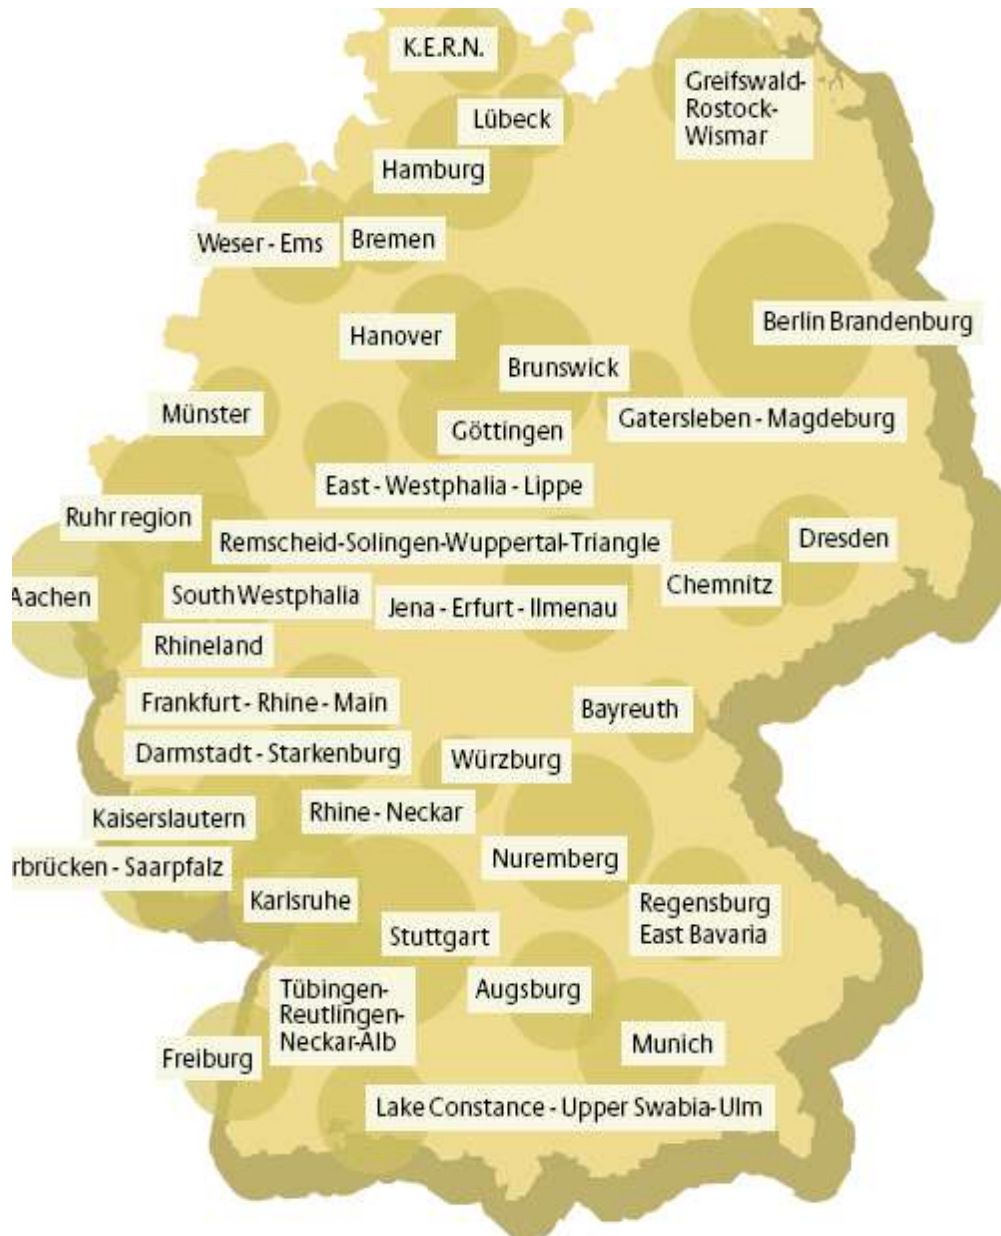 K.E.R.N.
Greifswald-
Rostock-
Wismar
Lübeck
Hamburg
Weser - Ems
Bremen
Berlin Brandenburg
Hanover
Brunswick
Münster
Gatersleben - Magdeburg
Göttingen
East - Westphalia - Lippe
Ruhr region
Remscheid-Solingen-Wuppertal-Triangle
Dresden
Chemnitz
Aachen
South Westphalia
Jena - Erfurt - Ilmenau
Rhineland
Frankfurt - Rhine - Main
Bayreuth
Darmstadt - Starkenburg
Würzburg
Kaiserslautern
Rhine - Neckar
rbrücken - Saarpfalz
Nuremberg
Karlsruhe
Regensburg
East Bavaria
Stuttgart
Tübingen-
Reutlingen-
Neckar-Alb
Augsburg
Freiburg
Munich
Lake Constance - Upper Swabia-Ulm